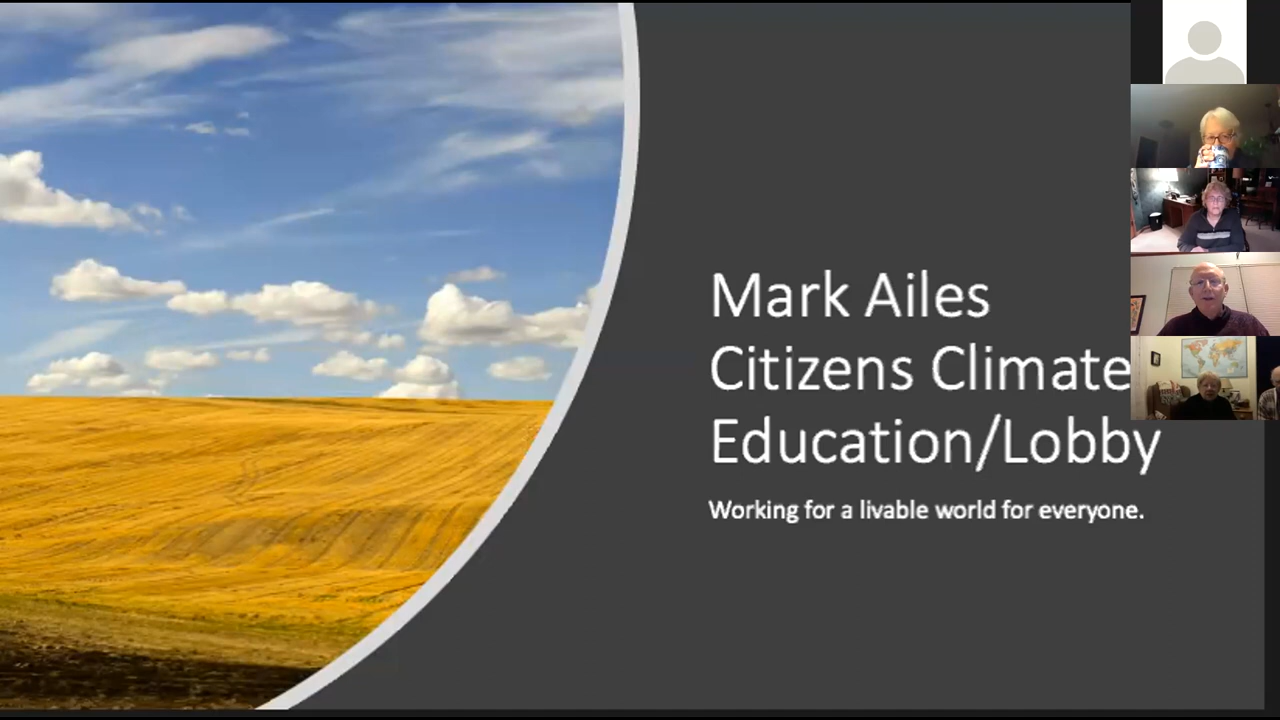 Mark Ailes
Citizens Climate
Education/Lobby
Working for a livable world for everyone.